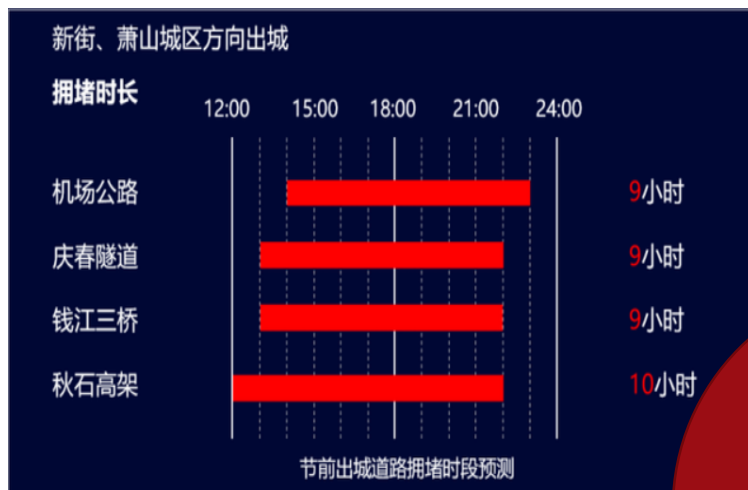 新街、萧山城区方向出城
拥堵时长
12:00 15:00 18:00 21:00 24:00
机场公路 9小时
庆春隧道 9小时
钱江三桥 9小时
秋石高架 10小时
节前出城道路拥堵时段预测